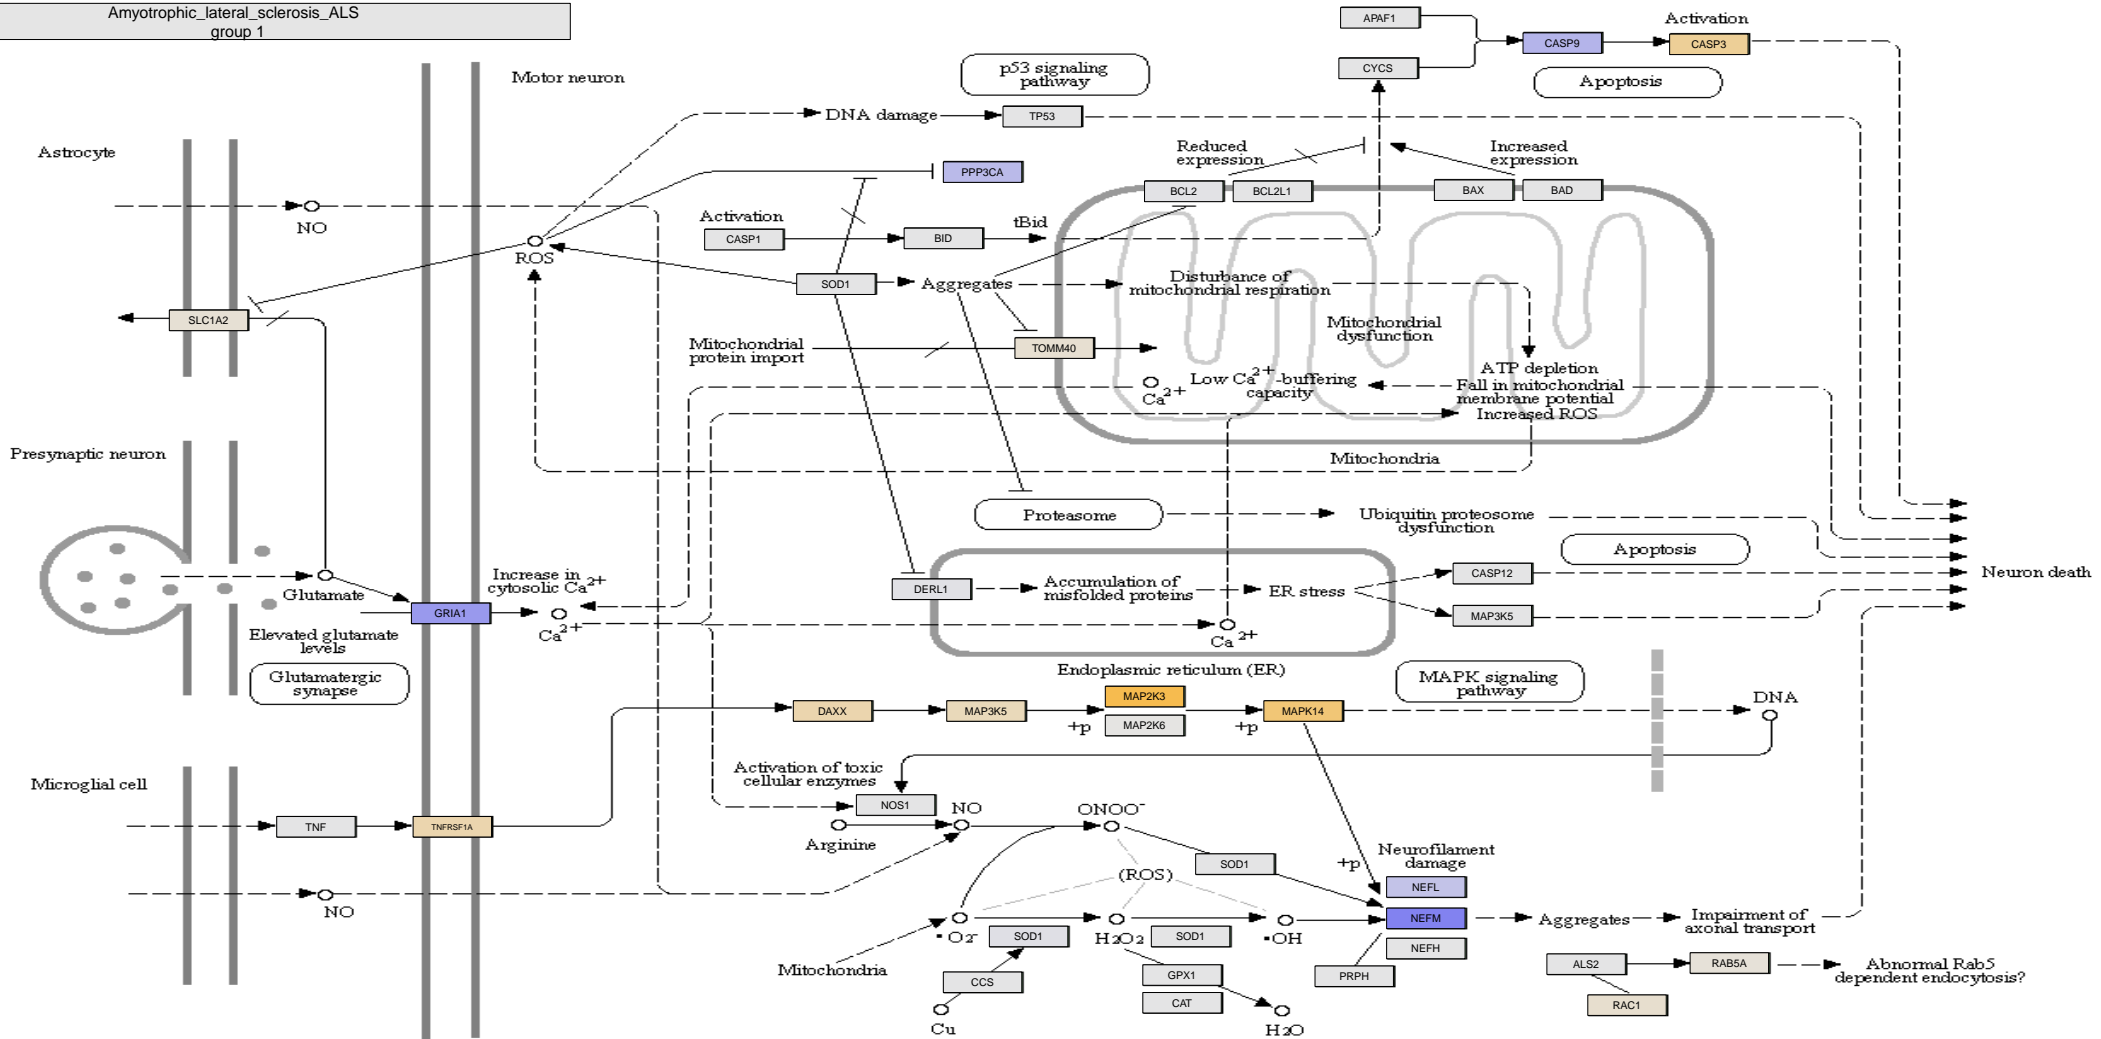 Amyotrophic_lateral_sclerosis_ALS
group 1
Motor neuron
Astrocyte
NO
ROS
SLC1A2
Presynaptic neuron
Glutamate
Elevated glutamate
levels
Glutamatergic
synapse
GRIA1
Increase in
cytosolic Ca2+
Ca2+
Microglial cell
TNF
TNFRSF1A
NO
p53 signaling
pathway
DNA damage
TP53
PPP3CA
Activation
CASP1
BID
tBid
SOD1
Aggregates
Mitochondrial
protein import
TOMM40
APAF1
CYCS
CASP9
Activation
CASP3
Apoptosis
Reduced
expression
Increased
expression
BCL2
BCL2L1
BAX
BAD
Disturbance of
mitochondrial respiration
Mitochondrial
dysfunction
ATP depletion
Fall in mitochondrial
membrane potential
Increased ROS
Low Ca2+-buffering
capacity
Ca2+
Mitochondria
Proteasome
Ubiquitin proteosome
dysfunction
Apoptosis
DERL1
Accumulation of
misfolded proteins
ER stress
CASP12
MAP3K5
Ca2+
Endoplasmic reticulum (ER)
Neuron death
MAPK signaling
pathway
DAXX
MAP3K5
+p
MAP2K3
MAP2K6
+p
MAPK14
DNA
Activation of toxic
cellular enzymes
NOS1
NO
Arginine
ONOO-
(ROS)
SOD1
+p
Neurofilament
damage
NEFL
NEFM
NEFH
PRPH
Aggregates
Impairment of
axonal transport
•O2-
SOD1
H2O2
SOD1
•OH
Mitochondria
CCS
Cu
GPX1
CAT
H2O
ALS2
RAB5A
RAC1
Abnormal Rab5
dependent endocytosis?